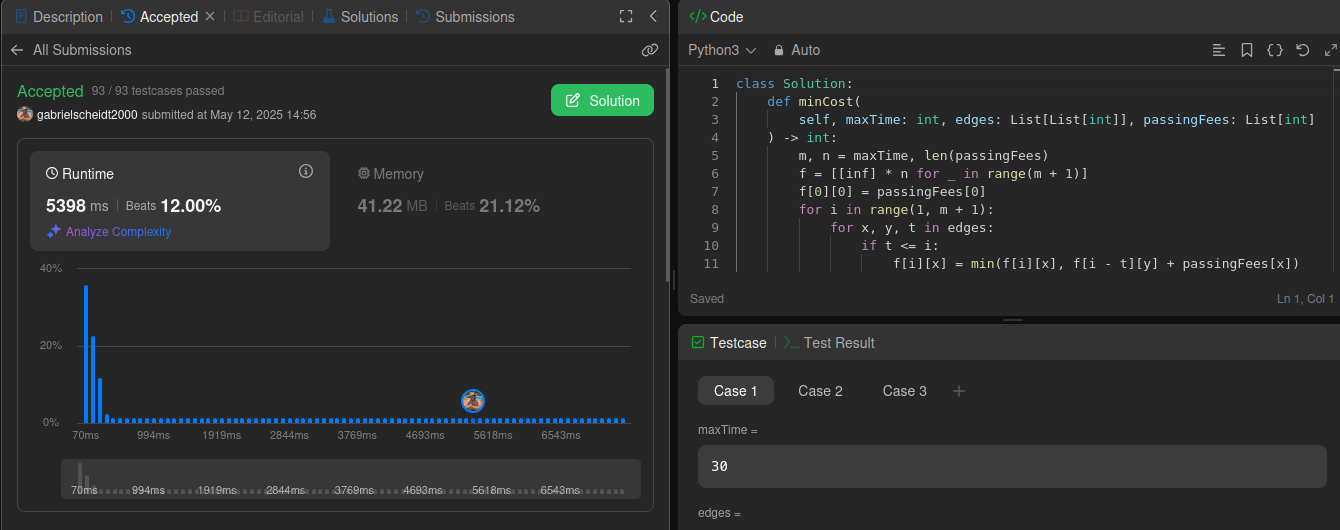 Description
Accepted
Editorial
Solutions
Submissions
All Submissions
Accepted 93 / 93 testcases passed
gabrielscheidt2000 submitted at May 12, 2025 14:56
Solution
Runtime
5398 ms Beats 12.00%
Analyze Complexity
Memory
41.22 MB Beats 21.12%
40%
20%
0%
70ms 994ms 1919ms 2844ms 3769ms 4693ms 5618ms 6543ms
70ms 994ms 1919ms 2844ms 3769ms 4693ms 5618ms 6543ms
</> Code
Python3 Auto
1 class Solution:
2 def minCost(
3 self, maxTime: int, edges: List[List[int]], passingFees: List[int]
4 ) -> int:
5 m, n = maxTime, len(passingFees)
6 f = [[inf] * n for _ in range(m + 1)]
7 f[0][0] = passingFees[0]
8 for i in range(1, m + 1):
9 for x, y, t in edges:
10 if t <= i:
11 f[i][x] = min(f[i][x], f[i - t][y] + passingFees[x])
Saved Ln 1, Col 1
Testcase >_ Test Result
Case 1 Case 2 Case 3 +
maxTime =
30
edges =